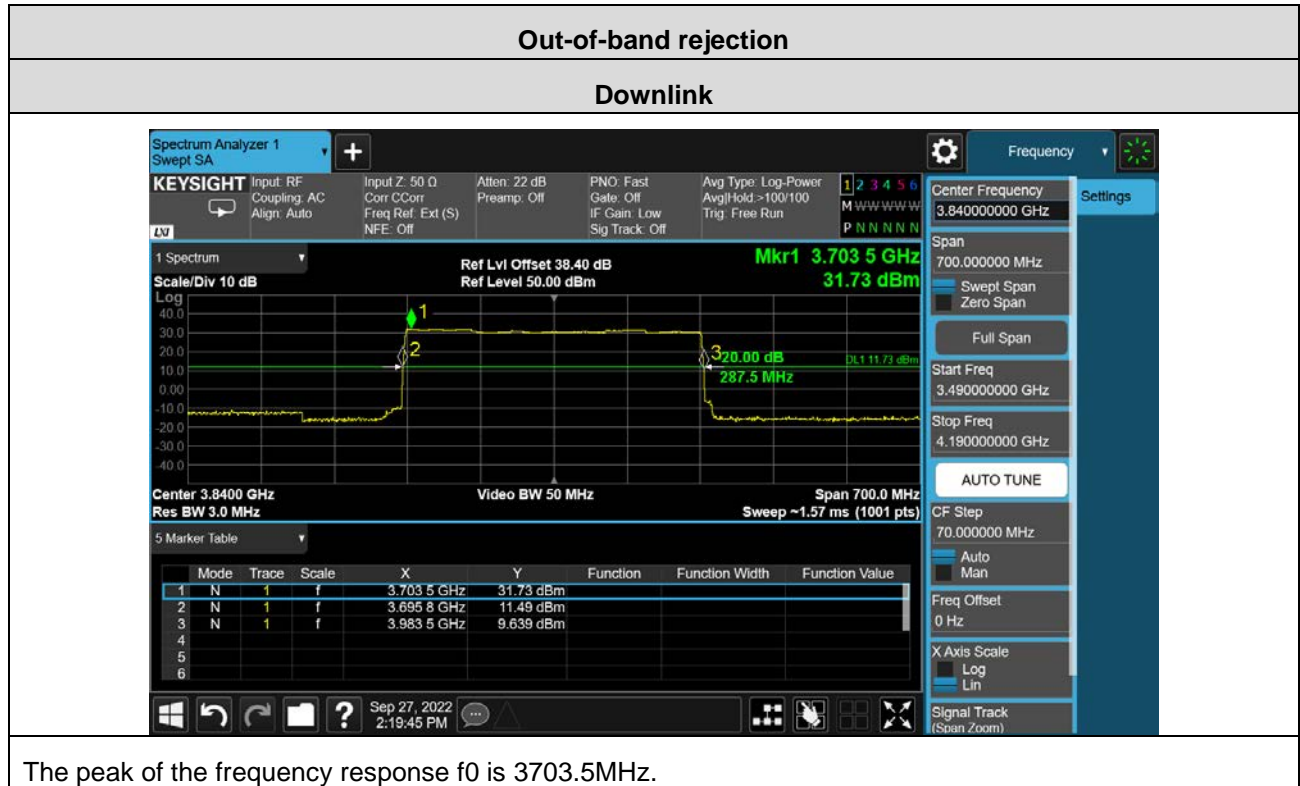 Out-of-band rejection
Downlink
Spectrum Analyzer 1
Swept SA
+
Frequency
KEYSIGHT
LXI
Input: RF
Coupling: AC
Align: Auto
Input Z: 50 Ω
Corr CCorr
Freq Ref: Ext (S)
NFE: Off
Atten: 22 dB
Preamp: Off
PNO: Fast
Gate: Off
IF Gain: Low
Sig Track: Off
Avg Type: Log-Power
Avg|Hold:>100/100
Trig: Free Run
1 2 3 4 5 6
M W W W W W
P N N N N N
1 Spectrum
Scale/Div 10 dB
Ref Lvl Offset 38.40 dB
Ref Level 50.00 dBm
Mkr1 3.703 5 GHz
31.73 dBm
Log
40.0
30.0
20.0
10.0
0.00
-10.0
-20.0
-30.0
-40.0
1
2
3
20.00 dB
287.5 MHz
DL1 11.73 dBm
Center 3.8400 GHz
Res BW 3.0 MHz
Video BW 50 MHz
Span 700.0 MHz
Sweep ~1.57 ms (1001 pts)
5 Marker Table
Mode Trace Scale X Y Function Function Width Function Value
1 N 1 f 3.703 5 GHz 31.73 dBm
2 N 1 f 3.695 8 GHz 11.49 dBm
3 N 1 f 3.983 5 GHz 9.639 dBm
4
5
6
Sep 27, 2022
2:19:45 PM
?
Settings
Center Frequency
3.840000000 GHz
Span
700.000000 MHz
Swept Span
Zero Span
Full Span
Start Freq
3.490000000 GHz
Stop Freq
4.190000000 GHz
AUTO TUNE
CF Step
70.000000 MHz
Auto
Man
Freq Offset
0 Hz
X Axis Scale
Log
Lin
Signal Track
(Span Zoom)
The peak of the frequency response f0 is 3703.5MHz.